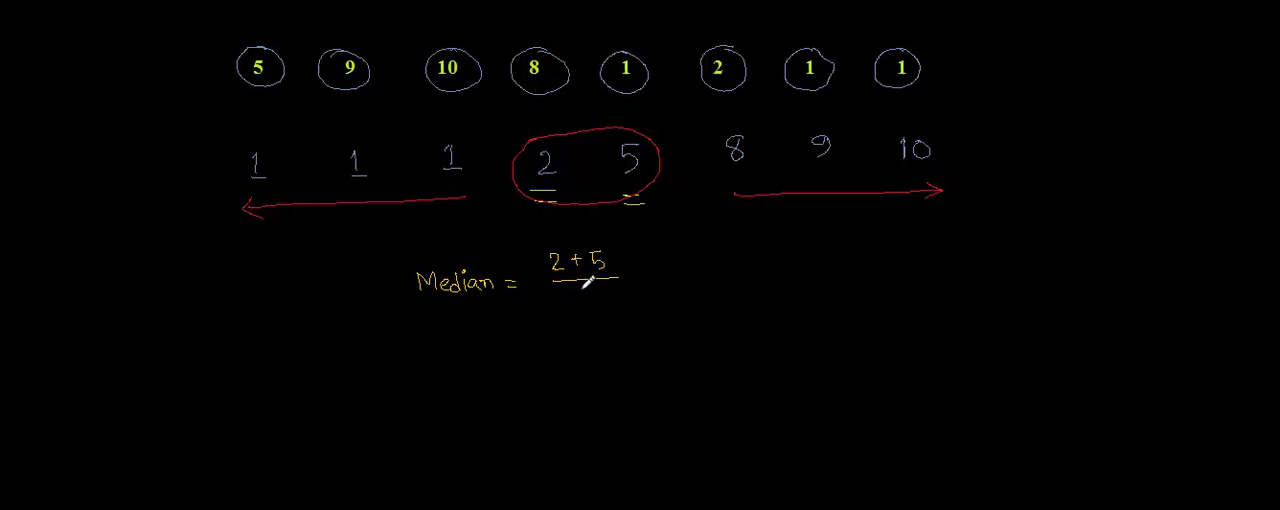 5 9 10 8 1 2 1 1
1 1 1 2 5 8 9 10
2 + 5
Median =